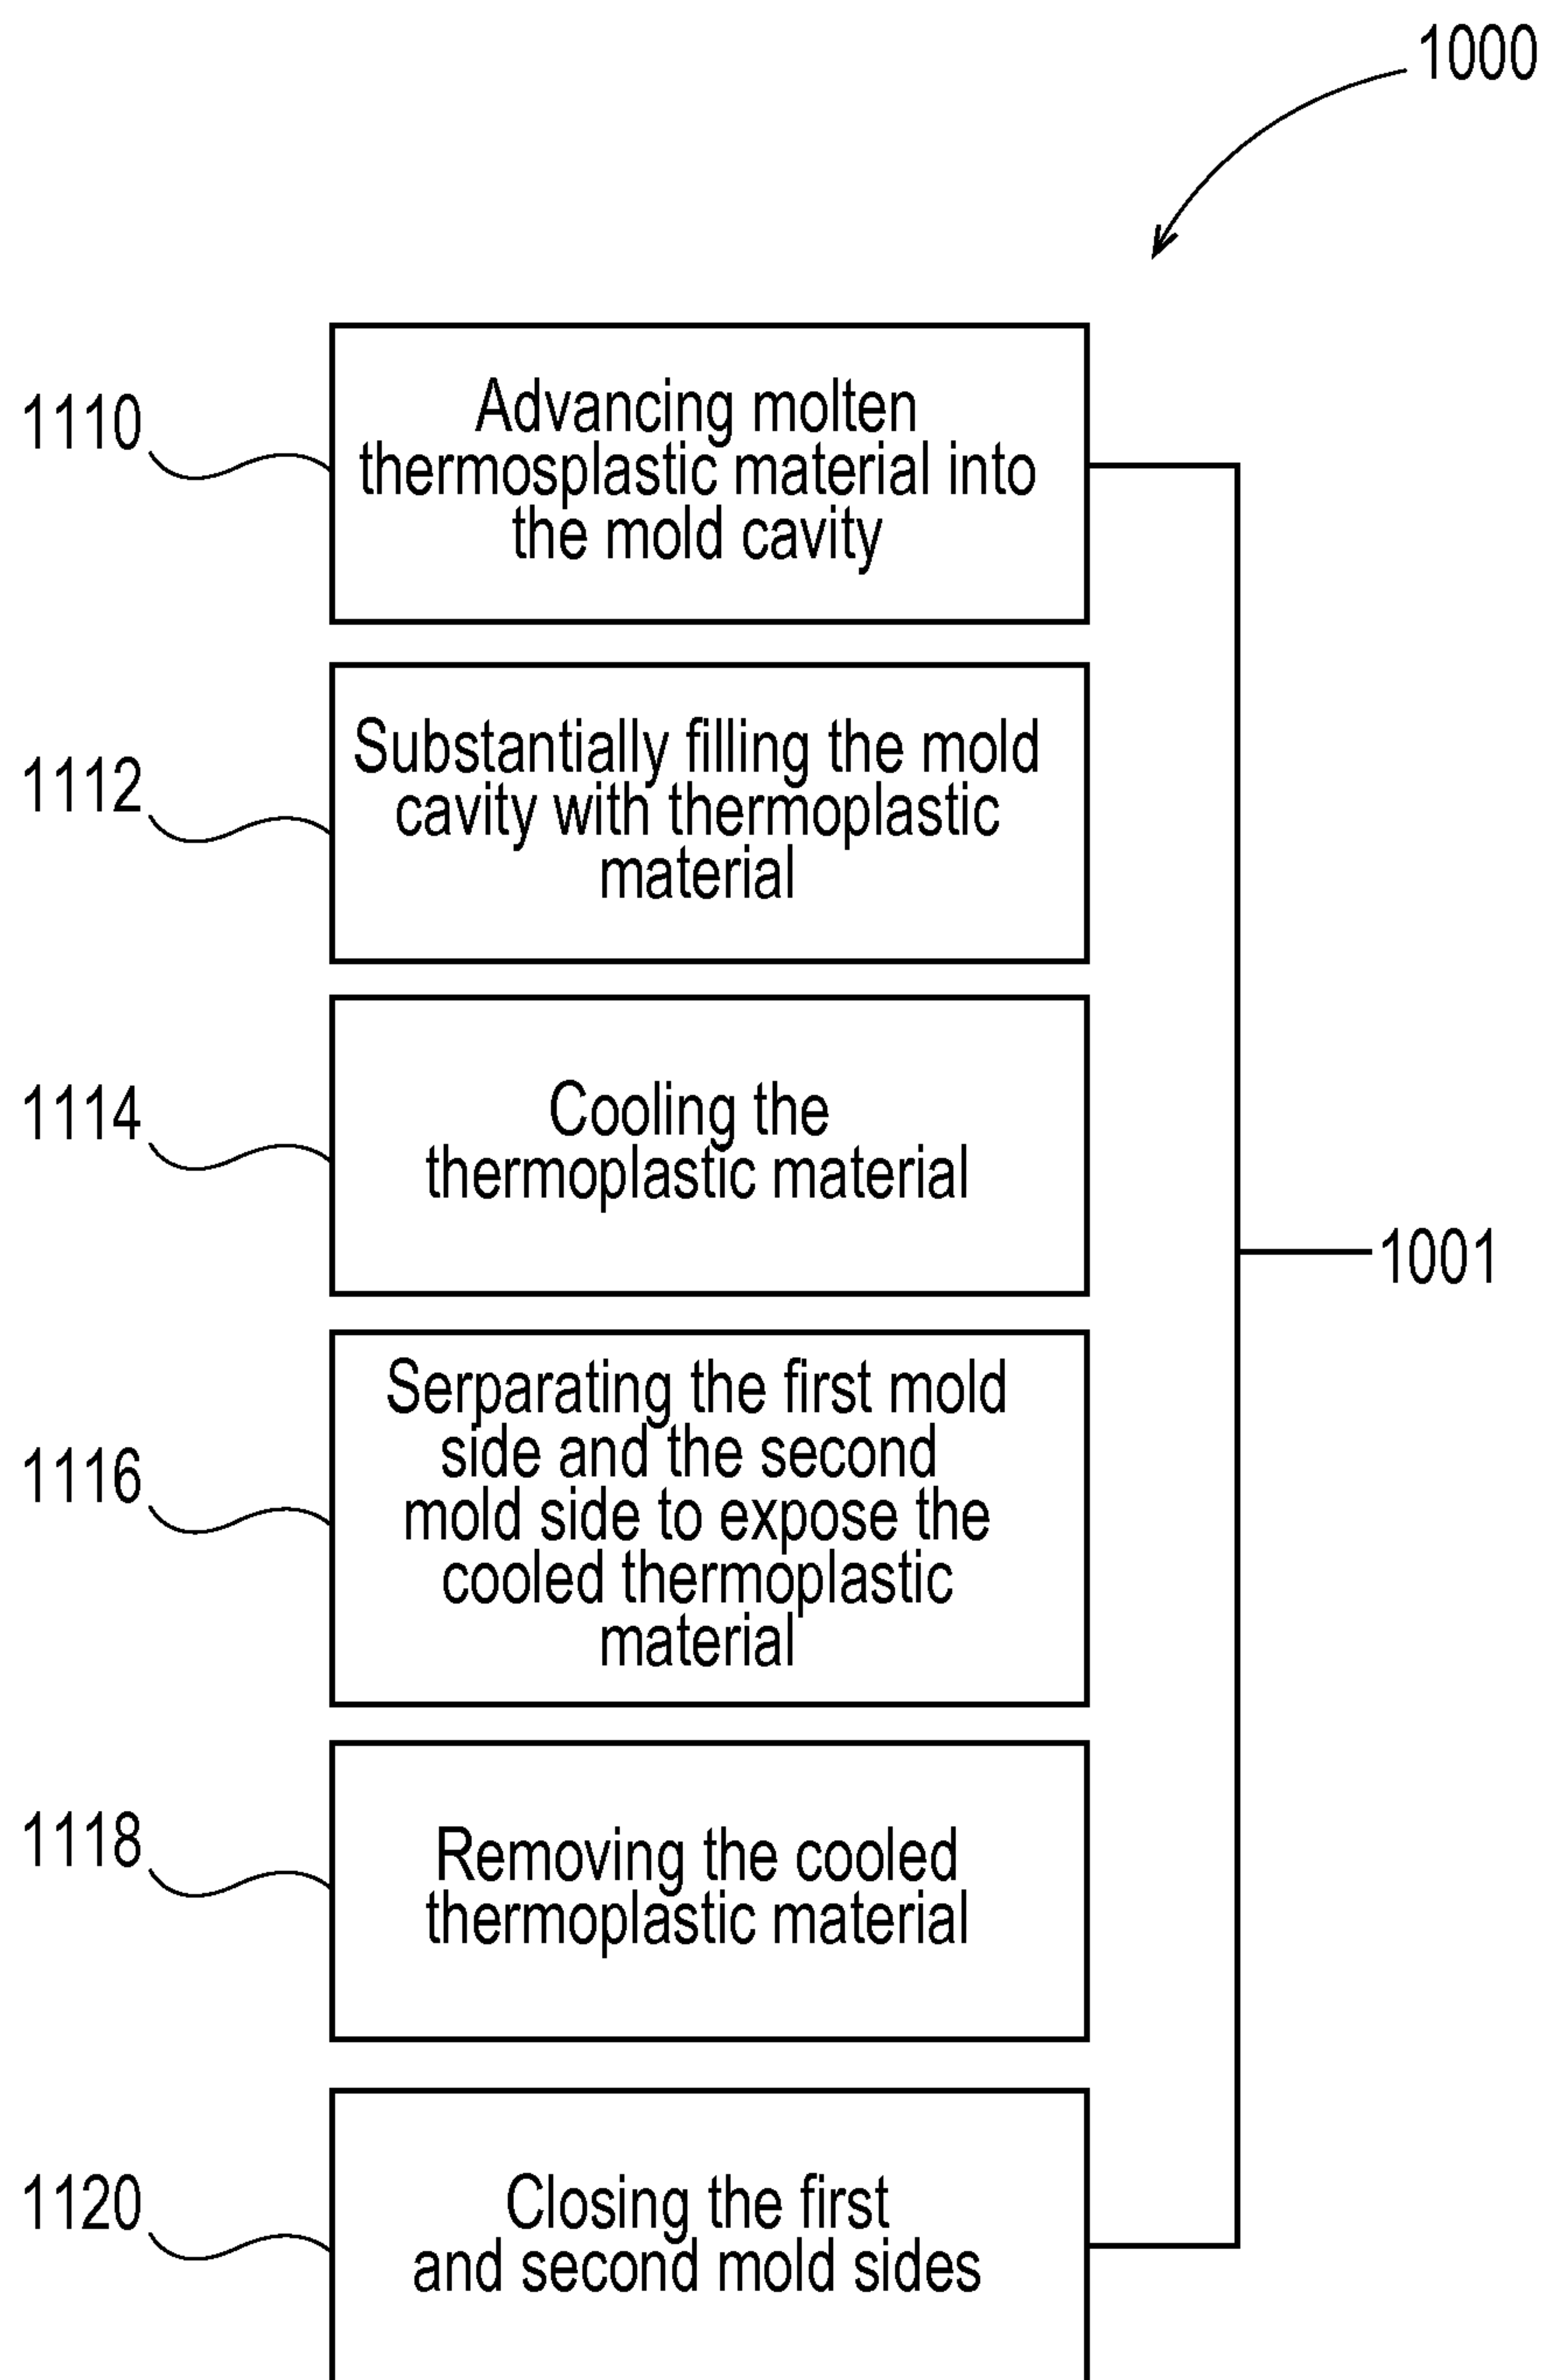 1000
1110
Advancing molten
thermosplastic material into
the mold cavity
1112
Substantially filling the mold
cavity with thermoplastic
material
1114
Cooling the
thermoplastic material
1001
1116
Serparating the first mold
side and the second
mold side to expose the
cooled thermoplastic
material
1118
Removing the cooled
thermoplastic material
1120
Closing the first
and second mold sides